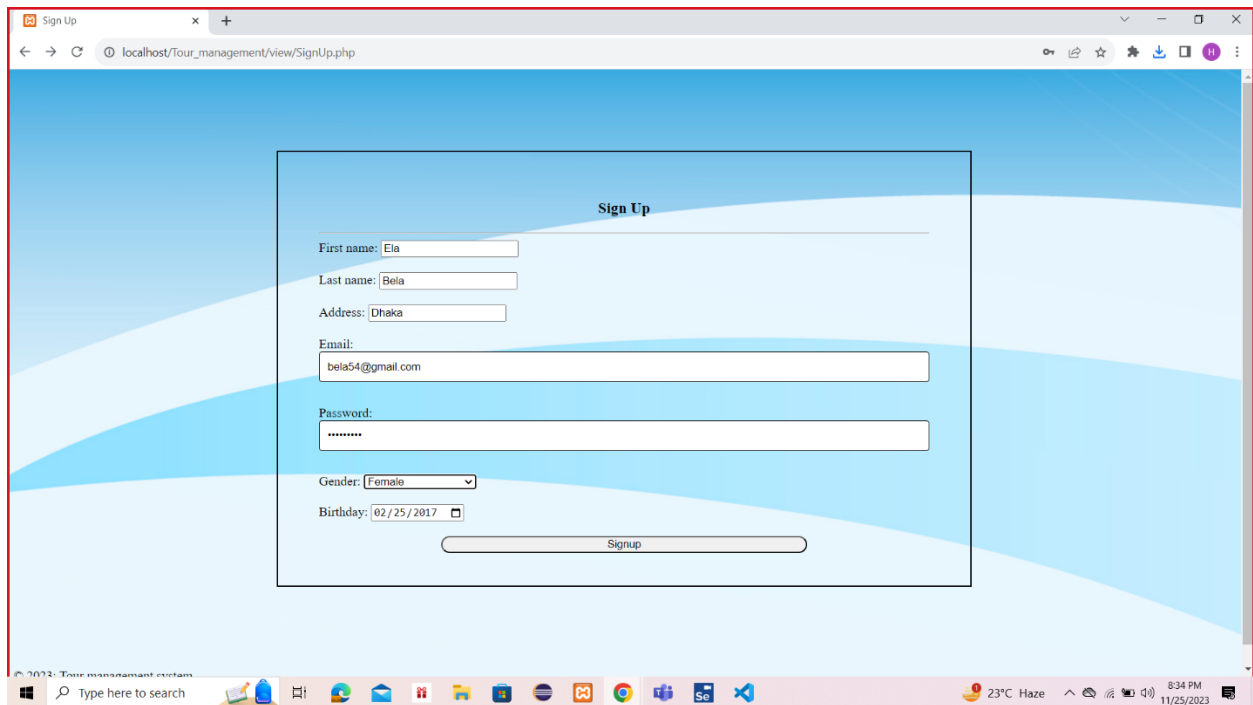 Sign Up
localhost/Tour_management/view/SignUp.php
H
Sign Up
First name: Ela
Last name: Bela
Address: Dhaka
Email:
bela54@gmail.com
Password:
•••••••••
Gender: Female
Birthday: 02/25/2017
Signup
© 2023: Tour management system
Type here to search
Se
23°C Haze
8:34 PM
11/25/2023